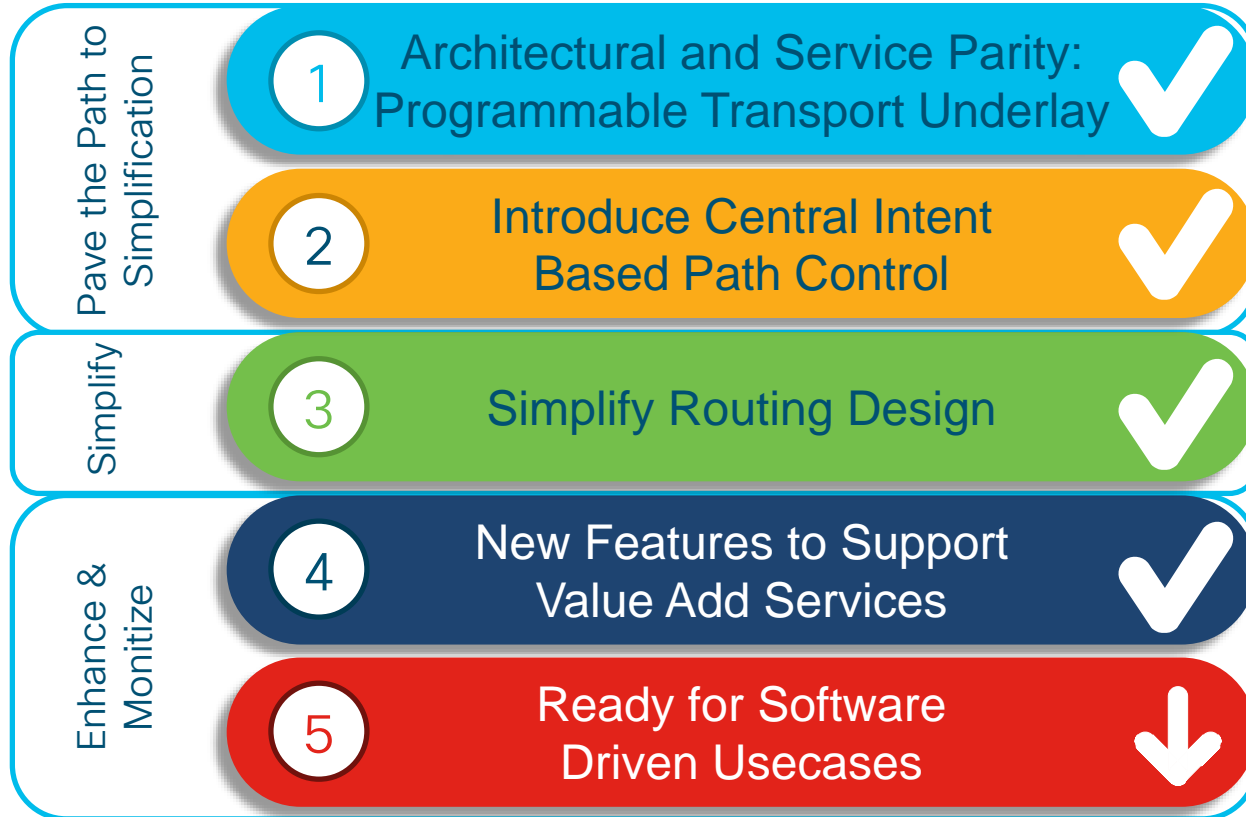 Pave the Path to
Simplification
1
Architectural and Service Parity:
Programmable Transport Underlay
2
Introduce Central Intent
Based Path Control
Simplify
3
Simplify Routing Design
Enhance &
Monitize
4
New Features to Support
Value Add Services
5
Ready for Software
Driven Usecases